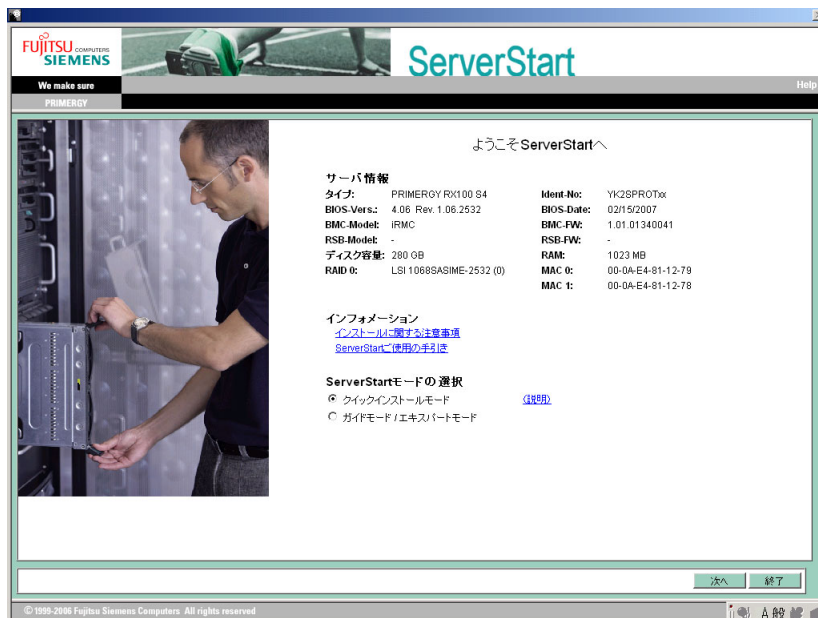 FUJITSU COMPUTERS
SIEMENS
ServerStart
We make sure
Help
PRIMERGY
ようこそServerStartへ
サーバ情報
タイプ: PRIMERGY RX100 S4 Ident-No: YK2SPROTxx
BIOS-Vers.: 4.06 Rev. 1.06.2532 BIOS-Date: 02/15/2007
BMC-Model: iRMC BMC-FW: 1.01.01340041
RSB-Model: - RSB-FW: -
ディスク容量: 280 GB RAM: 1023 MB
RAID 0: LSI 1068SASIME-2532 (0) MAC 0: 00-0A-E4-81-12-79
MAC 1: 00-0A-E4-81-12-78
インフォメーション
インストールに関する注意事項
ServerStartご使用の手引き
ServerStartモードの選択
クイックインストールモード (説明)
ガイドモード / エキスパートモード
次へ 終了
© 1999-2006 Fujitsu Siemens Computers All rights reserved
A 般